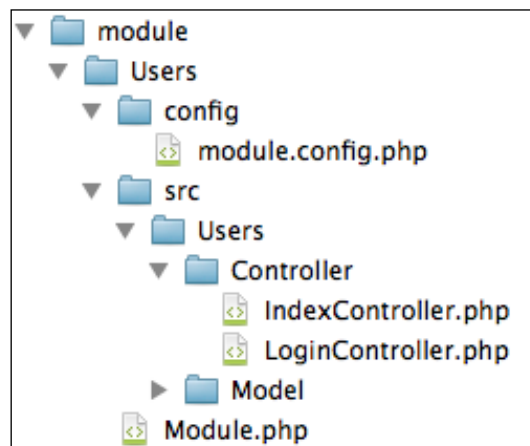 module
Users
config
module.config.php
src
Users
Controller
IndexController.php
LoginController.php
Model
Module.php